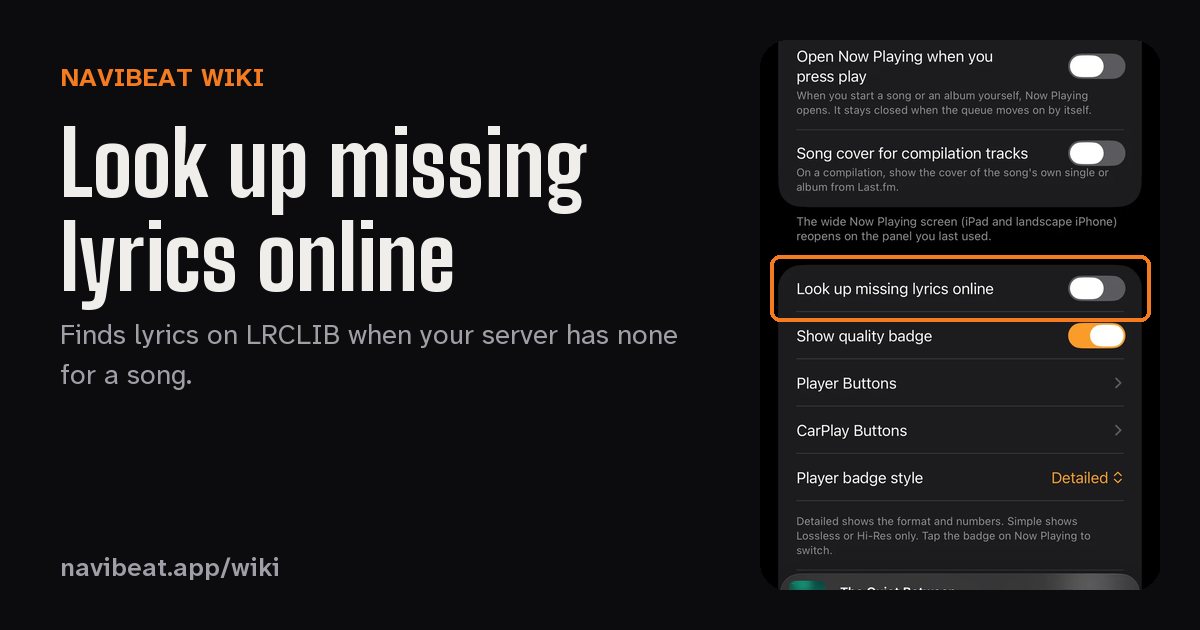 NAVIBEAT WIKI
Look up missing
lyrics online
Finds lyrics on LRCLIB when your server has none
for a song.
navibeat.app/wiki
Open Now Playing when you
press play
When you start a song or an album yourself, Now Playing
opens. It stays closed when the queue moves on by itself.
Song cover for compilation tracks
On a compilation, show the cover of the song's own single or
album from Last.fm.
The wide Now Playing screen (iPad and landscape iPhone)
reopens on the panel you last used.
Look up missing lyrics online
Show quality badge
Player Buttons
CarPlay Buttons
Player badge style
Detailed
Detailed shows the format and numbers. Simple shows
Lossless or Hi-Res only. Tap the badge on Now Playing to
switch.